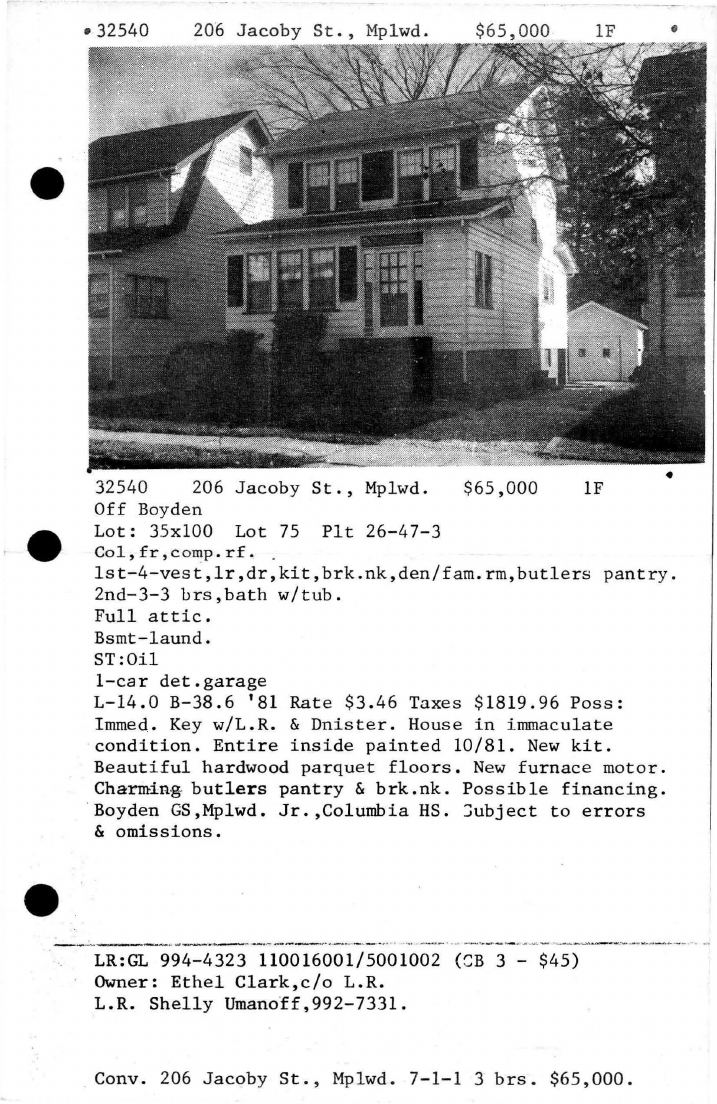 32540 206 Jacoby St., Mplwd. $65,000 1F
32540 206 Jacoby St., Mplwd. $65,000 1F
Off Boyden
Lot: 35x100 Lot 75 Plt 26-47-3
Col,fr,comp.rf.
1st-4-vest,lr,dr,kit,brk.nk,den/fam.rm,butlers pantry.
2nd-3-3 brs,bath w/tub.
Full attic.
Bsmt-laund.
ST:Oil
1-car det.garage
L-14.0 B-38.6 '81 Rate $3.46 Taxes $1819.96 Poss:
Immed. Key w/L.R. & Dnister. House in immaculate
condition. Entire inside painted 10/81. New kit.
Beautiful hardwood parquet floors. New furnace motor.
Charming butlers pantry & brk.nk. Possible financing.
Boyden GS,Mplwd. Jr.,Columbia HS. Subject to errors
& omissions.
LR:GL 994-4323 110016001/5001002 (CB 3 - $45)
Owner: Ethel Clark,c/o L.R.
L.R. Shelly Umanoff,992-7331.
Conv. 206 Jacoby St., Mplwd. 7-1-1 3 brs. $65,000.